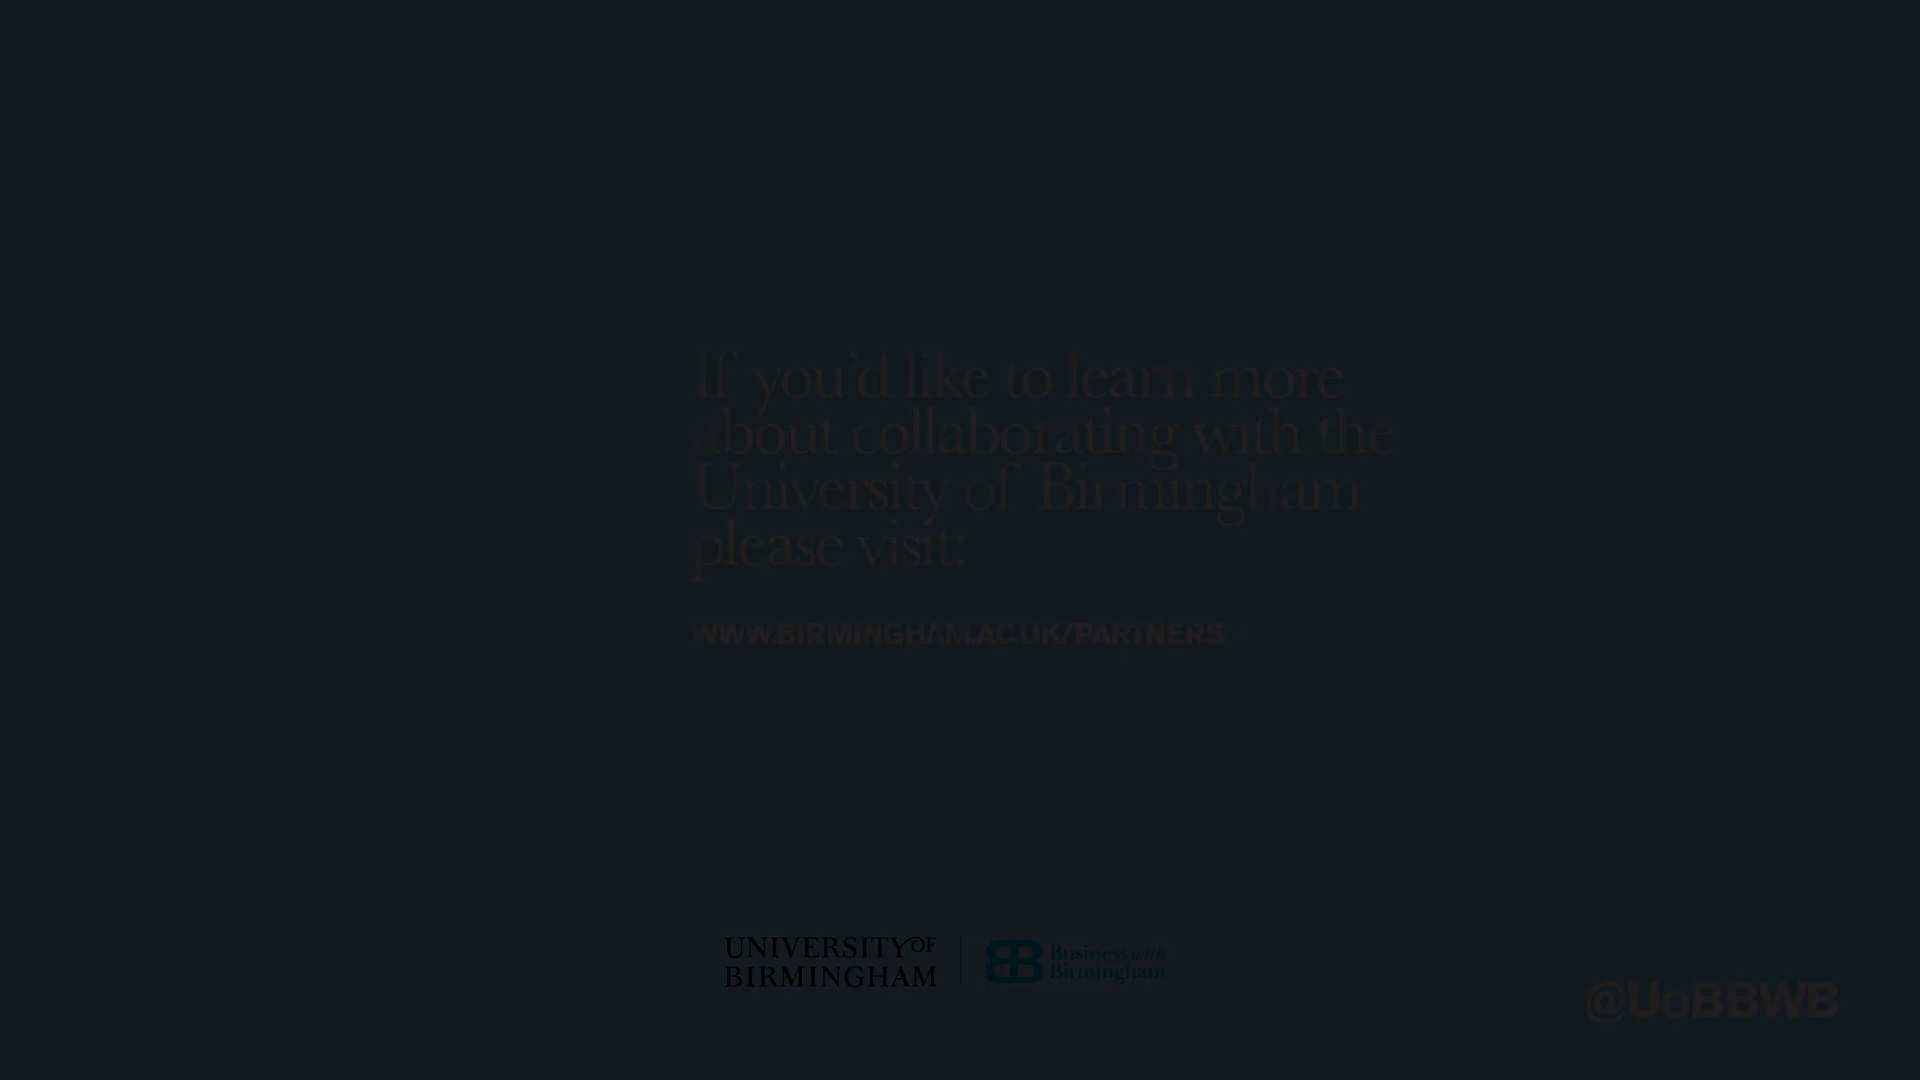 If you’d like to learn more
about collaborating with the
University of Birmingham
please visit:
WWW.BIRMINGHAM.AC.UK/PARTNERS
UNIVERSITY OF
BIRMINGHAM
Business with
Birmingham
@UoBBWB